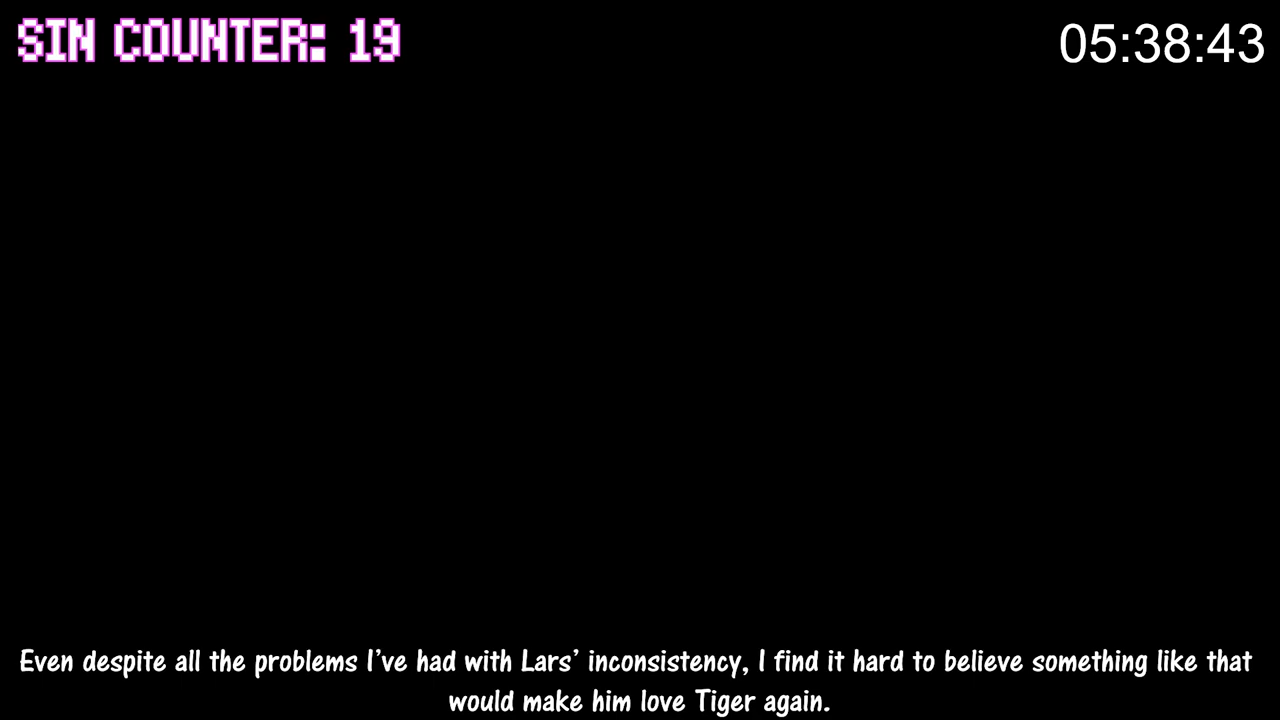 SIN COUNTER: 19
05:38:43
Even despite all the problems I’ve had with Lars’ inconsistency, I find it hard to believe something like that
would make him love Tiger again.